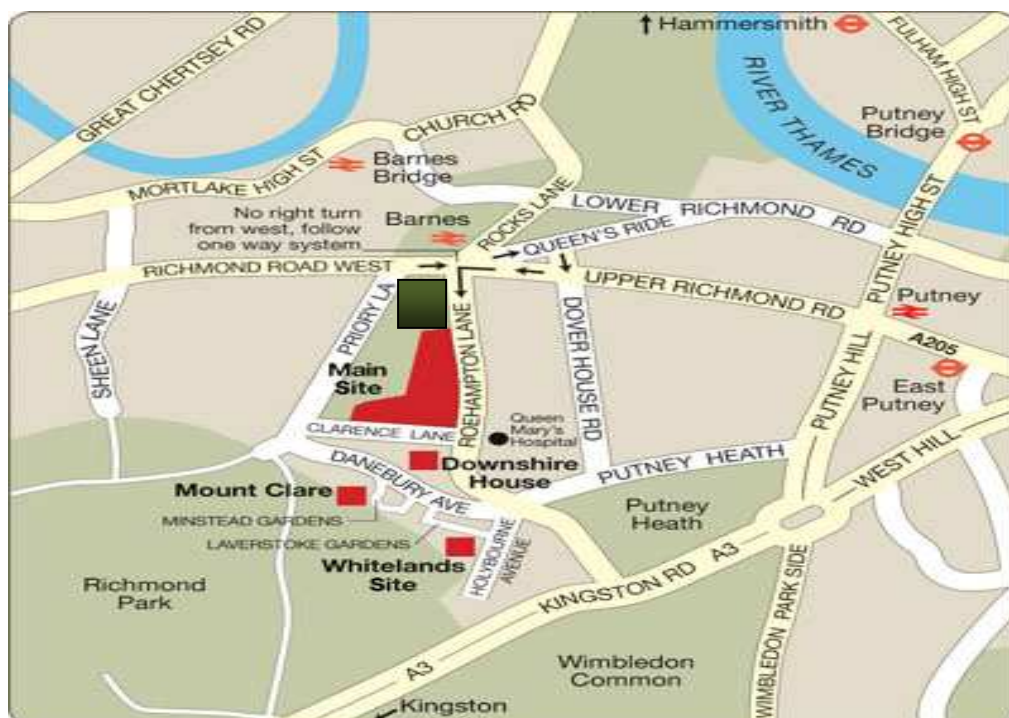 Hammersmith
FULHAM HIGH ST
GREAT CHERTSEY RD
RIVER THAMES
Putney
Bridge
CHURCH RD
Barnes
Bridge
MORTLAKE HIGH ST
No right turn
from west, follow
one way system
Barnes
ROCKS LANE
LOWER RICHMOND RD
QUEEN'S RIDE
PUTNEY HIGH ST
RICHMOND ROAD WEST
UPPER RICHMOND RD
Putney
A205
SHEEN LANE
PRIORY LA
ROEHAMPTON LANE
DOVER HOUSE RD
PUTNEY HILL
East
Putney
Main
Site
CLARENCE LANE
Queen
Mary's
Hospital
WEST HILL
DANEBURY AVE
Downshire
House
PUTNEY HEATH
Mount Clare
MINSTEAD GARDENS
Putney
Heath
LAVERSTOKE GARDENS
Whitelands
Site
HOLYBOURNE
AVENUE
KINGSTON RD
A3
Richmond
Park
WIMBLEDON PARK SIDE
A3
Wimbledon
Common
Kingston